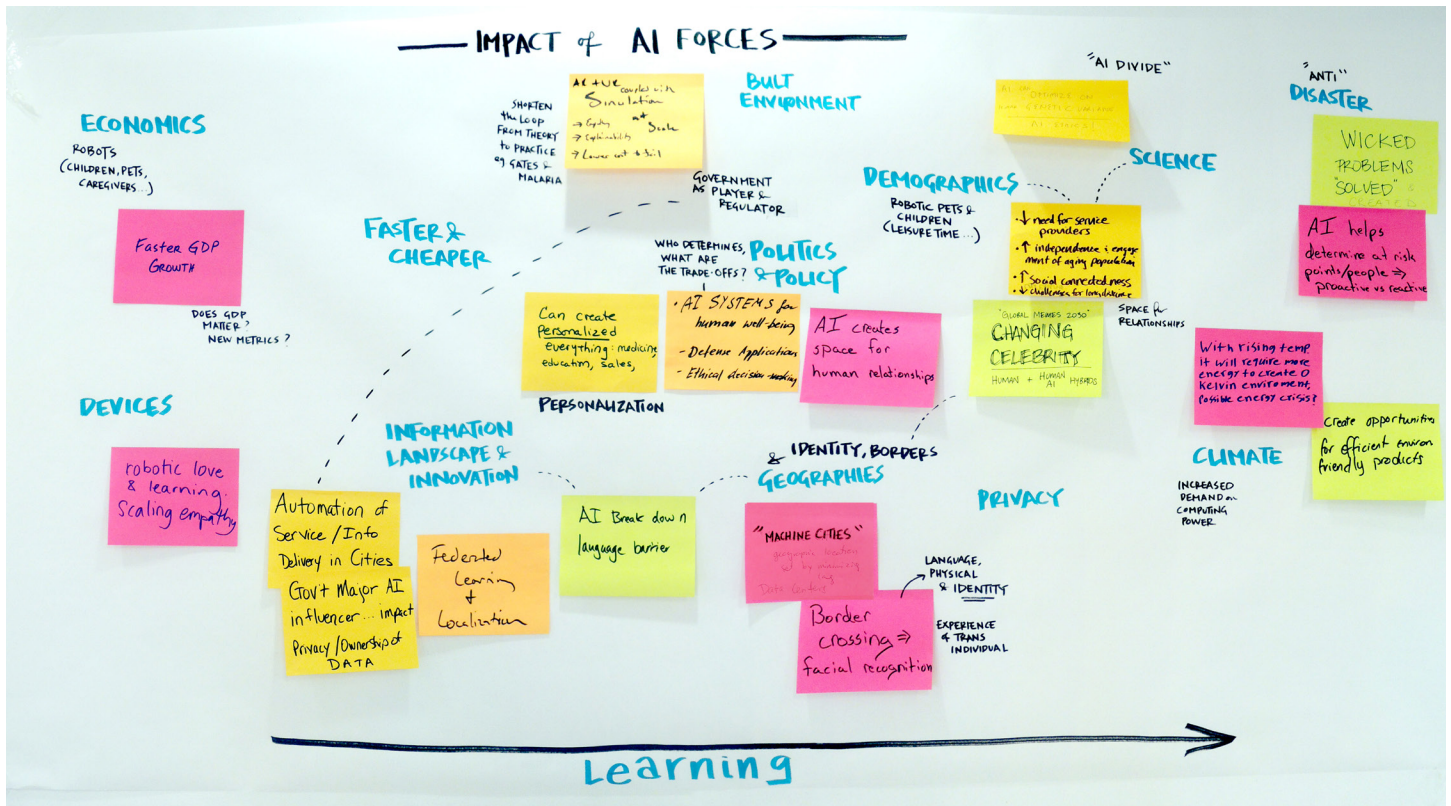 IMPACT of AI FORCES
ECONOMICS
ROBOTS
(CHILDREN, PETS,
CAREGIVERS...)
Faster GDP
GROWTH
DOES GDP
MATTER?
NEW METRICS?
DEVICES
robotic love
& learning.
Scaling empathy
FASTER &
CHEAPER
SHORTEN
the LOOP
FROM THEORY
to PRACTICE
eg GATES &
MALARIA
coupled with
Simulation
at
Scale
→ Sustainability
→ Lower cost to fail
BULT
ENVIRONMENT
GOVERNMENT
AS PLAYER &
REGULATOR
WHO DETERMINES,
WHAT ARE
THE TRADE-OFFS?
POLITICS
& POLICY
Can create
personalized
everything: medicine,
education, sales,
PERSONALIZATION
• AI SYSTEMS for
human well-being
- Defense Application
- Ethical decision-making
AI creates
space for
human relationships
"AI DIVIDE"
SCIENCE
DEMOGRAPHICS
ROBOTIC PETS &
CHILDREN
(LEISURE TIME...)
• ↓ need for service
providers
• ↑ independence & engage
ment of aging population
• ↑ Social connectedness
SPACE for
RELATIONSHIPS
"GLOBAL MEMES 2030"
CHANGING
CELEBRITY
HUMAN + HUMAN HYBRIDS
AI
"ANTI"
DISASTER
WICKED
PROBLEMS
"SOLVED" &
CREATED
AI helps
determine at risk
points/people ⇒
proactive vs reactive
With rising temp
it will require more
energy to create 0
kelvin enviroment,
possible energy crisis?
create opportunities
for efficient environ
friendly products
CLIMATE
INCREASED
DEMAND on
COMPUTING
POWER
INFORMATION
LANDSCAPE &
INNOVATION
Automation of
Service/Info
Delivery in Cities
Gov't Major AI
influencer... impact
Privacy/Ownership of
DATA
Federated
Learning
+
Localization
AI Break down
language barrier
& IDENTITY, BORDERS
GEOGRAPHIES
"MACHINE CITIES"
Border
crossing ⇒
facial recognition
PRIVACY
LANGUAGE,
PHYSICAL
& IDENTITY
EXPERIENCE
of TRANS
INDIVIDUAL
Learning